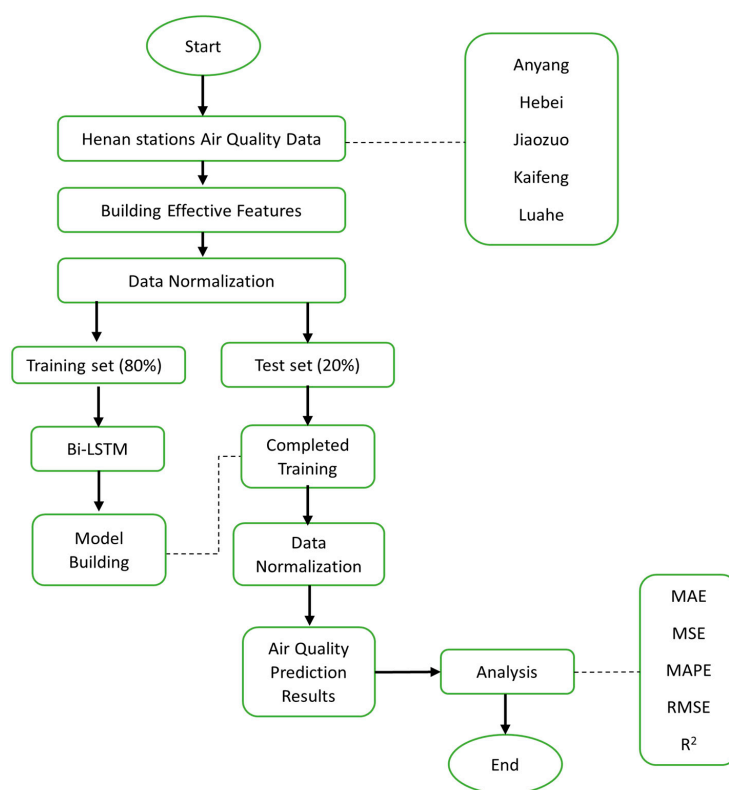 Start
Henan stations Air Quality Data
Anyang
Hebei
Jiaozuo
Kaifeng
Luahe
Building Effective Features
Data Normalization
Training set (80%)
Test set (20%)
Bi-LSTM
Completed
Training
Model
Building
Data
Normalization
Air Quality
Prediction
Results
Analysis
MAE
MSE
MAPE
RMSE
R²
End